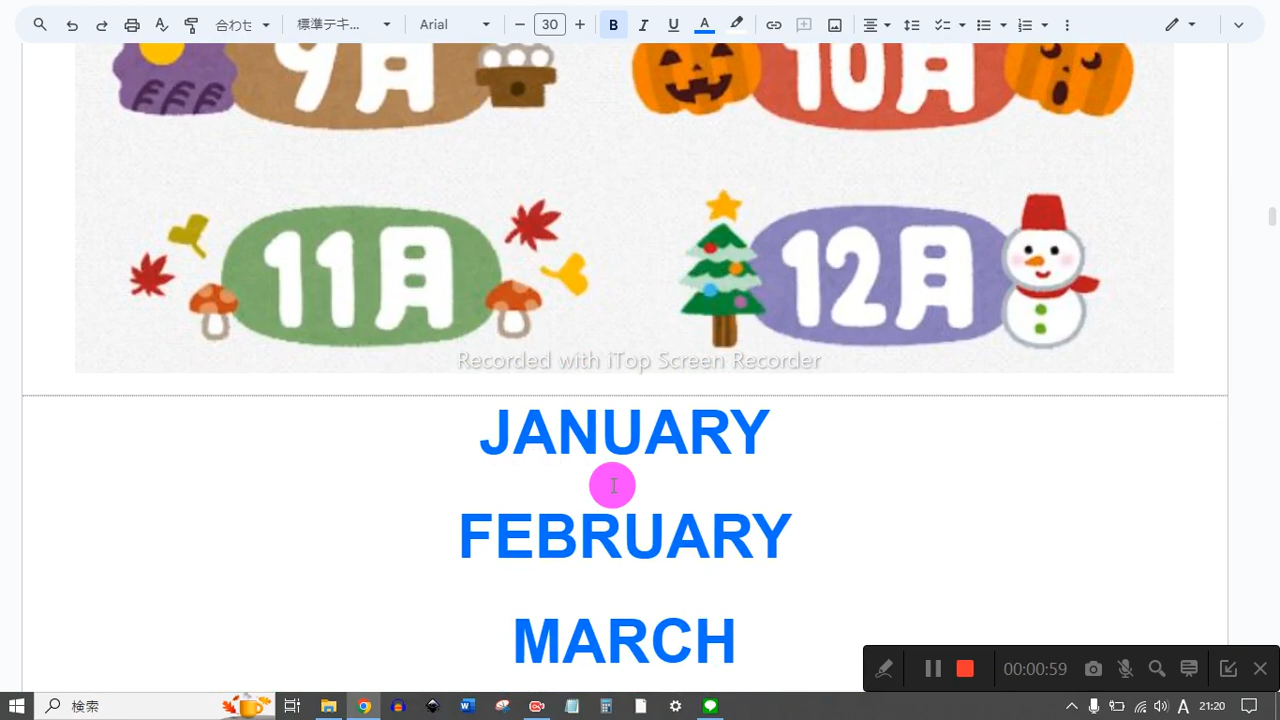 合わせ 標準テキ... Arial 30 B I U A
9月 10月
11月 12月
Recorded with iTop Screen Recorder
JANUARY
FEBRUARY
MARCH
00:00:59
検索 A 21:20